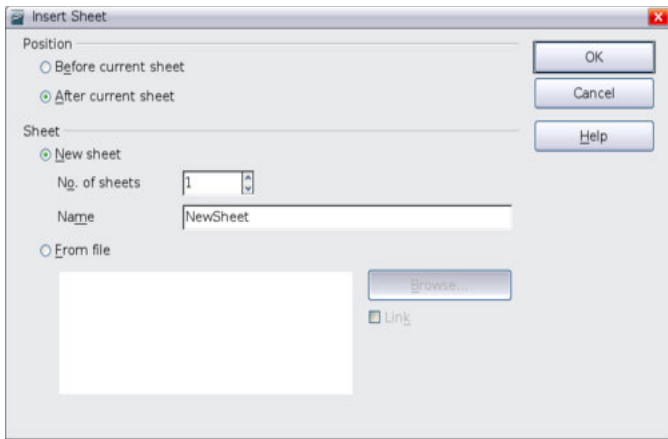 Insert Sheet
Position
Before current sheet
After current sheet
OK
Cancel
Help
Sheet
New sheet
No. of sheets 1
Name NewSheet
From file
Browse...
Link